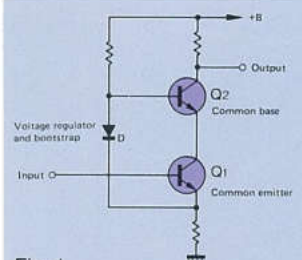 +B
Output
Q2
Common base
Voltage regulator
and bootstrap
D
Input
Q1
Common emitter